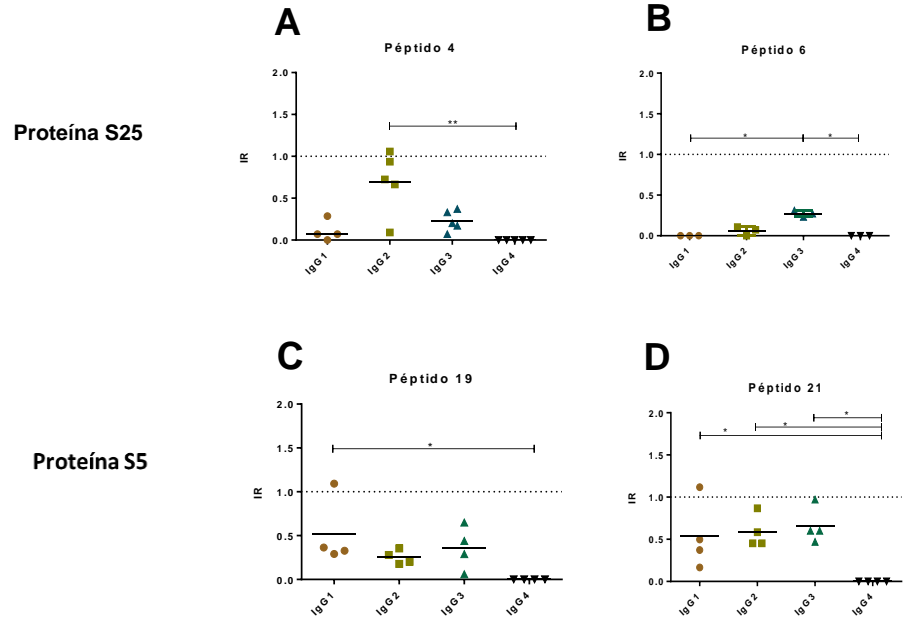 A
B
Péptido 4
Péptido 6
Proteína S25
2.0
1.5
1.0
0.5
0.0
IR
**
IgG1
IgG2
IgG3
IgG4
2.0
1.5
1.0
0.5
0.0
IR
*
*
IgG1
IgG2
IgG3
IgG4
C
D
Péptido 19
Péptido 21
Proteína S5
2.0
1.5
1.0
0.5
0.0
IR
*
IgG1
IgG2
IgG3
IgG4
2.0
1.5
1.0
0.5
0.0
IR
*
*
*
IgG1
IgG2
IgG3
IgG4